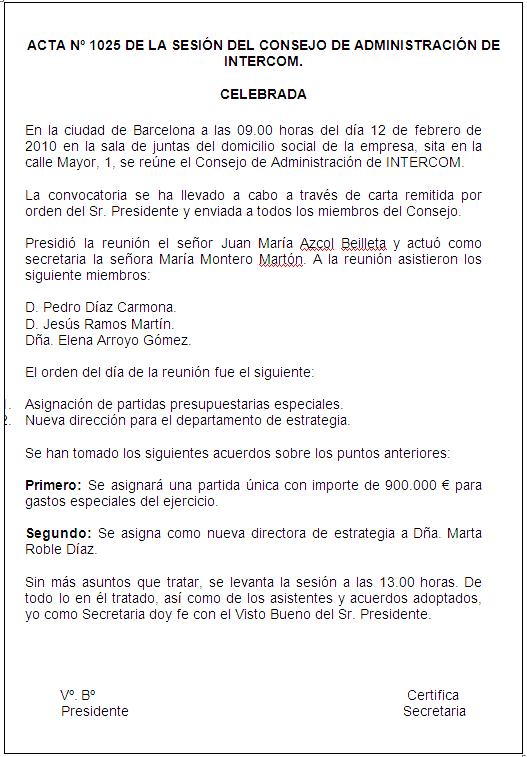 ACTA Nº 1025 DE LA SESIÓN DEL CONSEJO DE ADMINISTRACIÓN DE
INTERCOM.
CELEBRADA
En la ciudad de Barcelona a las 09.00 horas del día 12 de febrero de
2010 en la sala de juntas del domicilio social de la empresa, sita en la
calle Mayor, 1, se reúne el Consejo de Administración de INTERCOM.
La convocatoria se ha llevado a cabo a través de carta remitida por
orden del Sr. Presidente y enviada a todos los miembros del Consejo.
Presidió la reunión el señor Juan María Azcol Beilleta y actuó como
secretaria la señora María Montero Martón. A la reunión asistieron los
siguiente miembros:
D. Pedro Díaz Carmona.
D. Jesús Ramos Martín.
Dña. Elena Arroyo Gómez.
El orden del día de la reunión fue el siguiente:
1. Asignación de partidas presupuestarias especiales.
2. Nueva dirección para el departamento de estrategia.
Se han tomado los siguientes acuerdos sobre los puntos anteriores:
Primero: Se asignará una partida única con importe de 900.000 € para
gastos especiales del ejercicio.
Segundo: Se asigna como nueva directora de estrategia a Dña. Marta
Roble Díaz.
Sin más asuntos que tratar, se levanta la sesión a las 13.00 horas. De
todo lo en él tratado, así como de los asistentes y acuerdos adoptados,
yo como Secretaria doy fe con el Visto Bueno del Sr. Presidente.
Vº. Bº Certifica
Presidente Secretaria